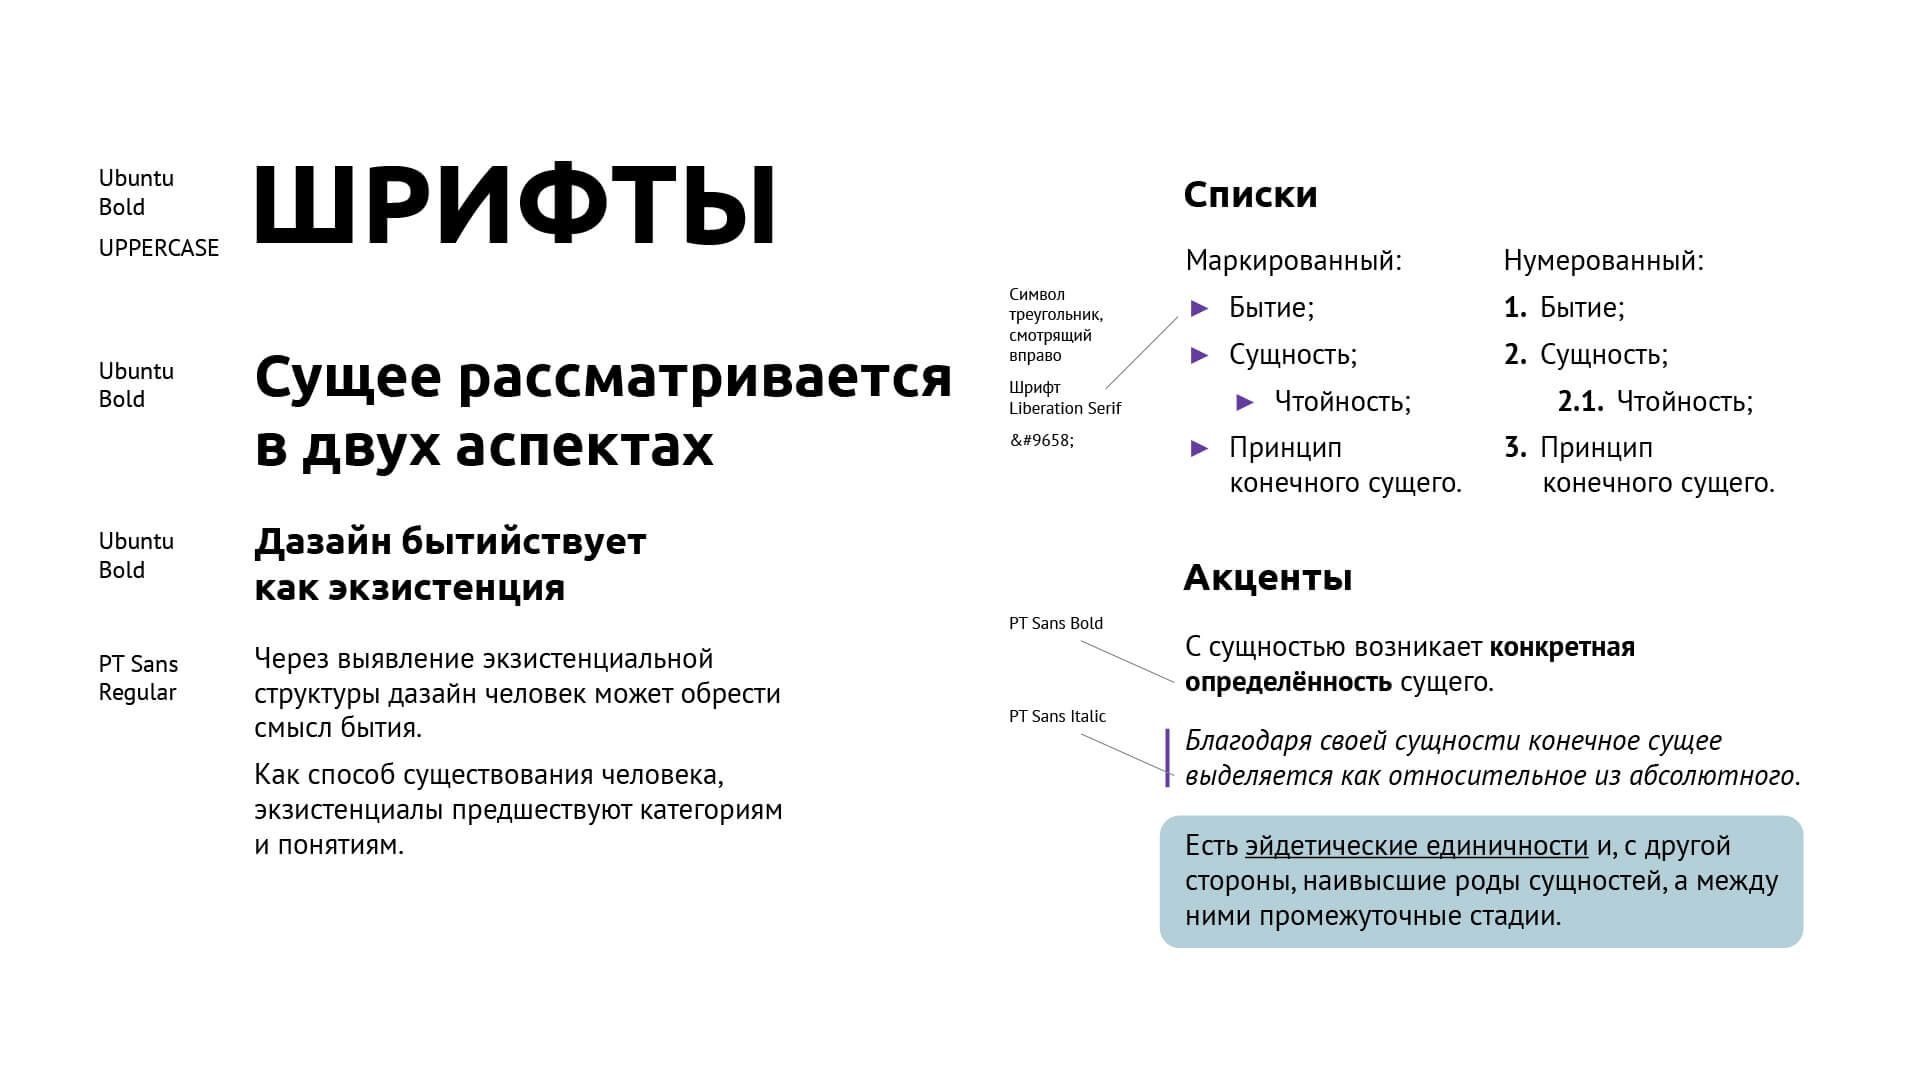 Ubuntu
Bold
UPPERCASE
ШРИФТЫ
Ubuntu
Bold
Сущее рассматривается
в двух аспектах
Ubuntu
Bold
Дазайн бытийствует
как экзистенция
PT Sans
Regular
Через выявление экзистенциальной
структуры дазайн человек может обрести
смысл бытия.
Как способ существования человека,
экзистенциалы предшествуют категориям
и понятиям.
Списки
Маркированный:
► Бытие;
► Сущность;
► Чтойность;
► Принцип
конечного сущего.
Символ
треугольник,
смотрящий
вправо
Шрифт
Liberation Serif
&#9658;
Нумерованный:
1. Бытие;
2. Сущность;
2.1. Чтойность;
3. Принцип
конечного сущего.
Акценты
PT Sans Bold
С сущностью возникает конкретная
определённость сущего.
PT Sans Italic
Благодаря своей сущности конечное сущее
выделяется как относительное из абсолютного.
Есть эйдетические единичности и, с другой
стороны, наивысшие роды сущностей, а между
ними промежуточные стадии.